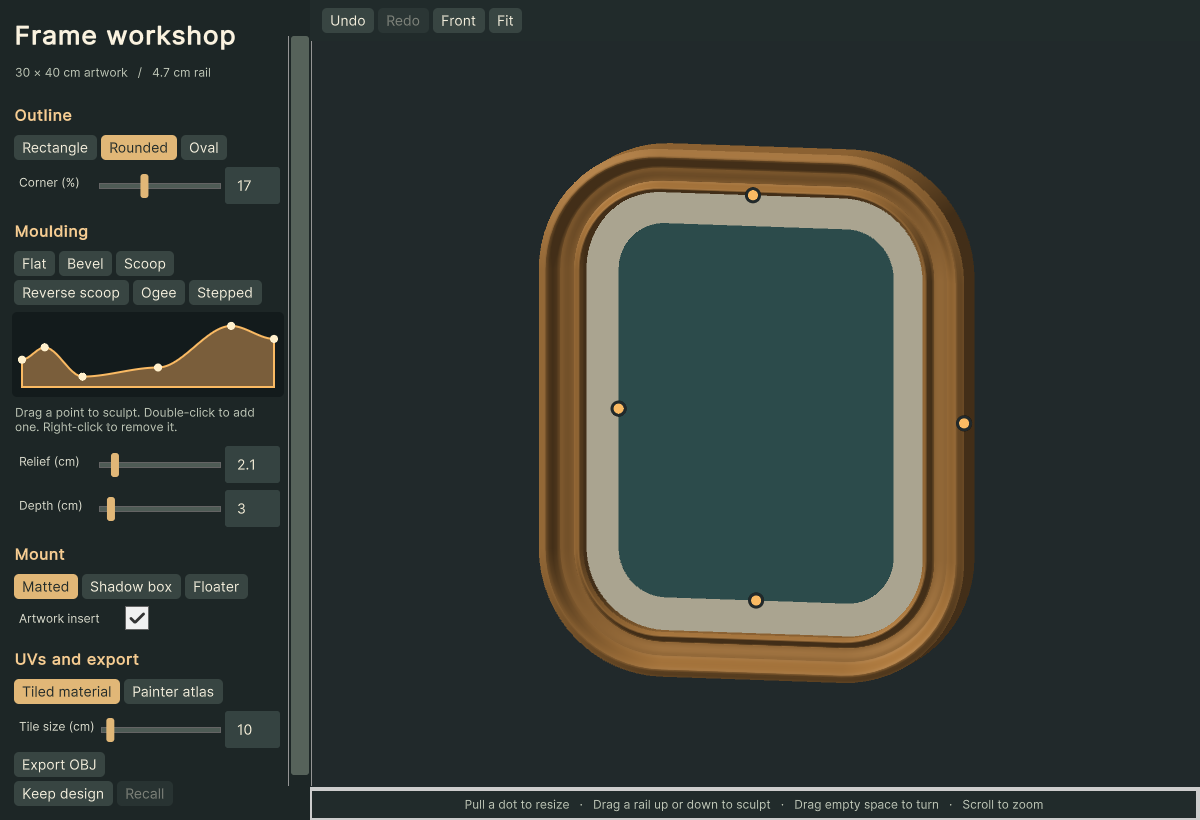 Undo Redo Front Fit
Frame workshop
30 × 40 cm artwork / 4.7 cm rail
Outline
Rectangle Rounded Oval
Corner (%) 17
Moulding
Flat Bevel Scoop
Reverse scoop Ogee Stepped
Drag a point to sculpt. Double-click to add
one. Right-click to remove it.
Relief (cm) 2.1
Depth (cm) 3
Mount
Matted Shadow box Floater
Artwork insert
UVs and export
Tiled material Painter atlas
Tile size (cm) 10
Export OBJ
Keep design Recall
Pull a dot to resize · Drag a rail up or down to sculpt · Drag empty space to turn · Scroll to zoom